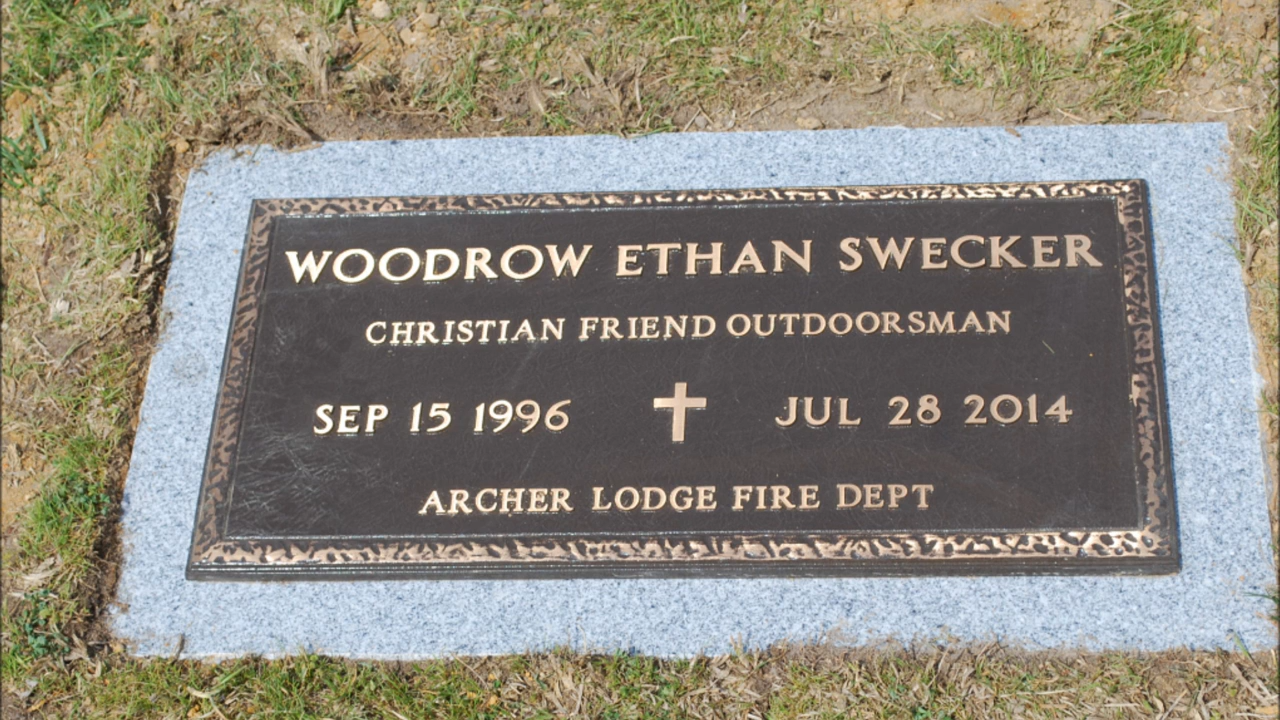 WOODROW ETHAN SWECKER
CHRISTIAN FRIEND OUTDOORSMAN
SEP 15 1996 JUL 28 2014
ARCHER LODGE FIRE DEPT